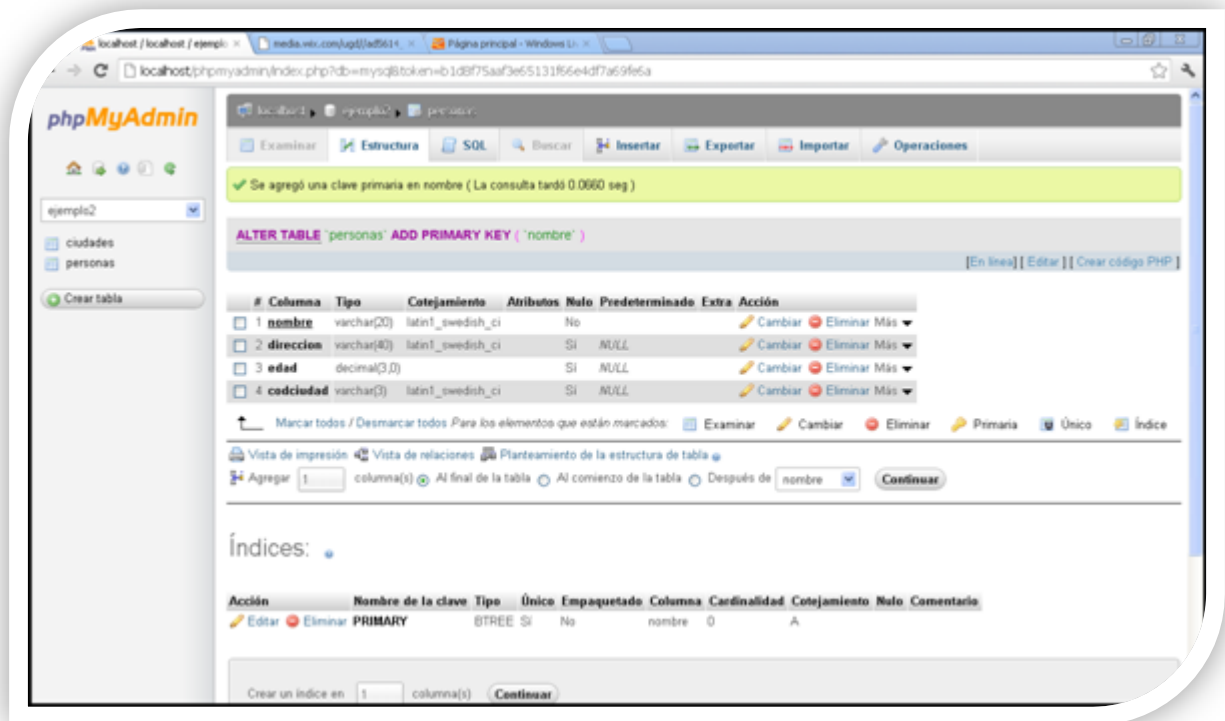 localhost / localhost / ejemplo
media.wix.com/ugd//ad5614_
Página principal - Windows Li
localhost/phpmyadmin/index.php?db=mysql&token=b1d8f75aaf3e65131f56e4df7a69fe6a
phpMyAdmin
localhost ejemplo2 personas
Examinar Estructura SQL Buscar Insertar Exportar Importar Operaciones
Se agregó una clave primaria en nombre ( La consulta tardó 0.0660 seg )
ejemplo2
ciudades
personas
Crear tabla
ALTER TABLE `personas` ADD PRIMARY KEY ( `nombre` )
[En línea] [ Editar ] [ Crear código PHP ]
# Columna Tipo Cotejamiento Atributos Nulo Predeterminado Extra Acción
1 nombre varchar(20) latin1_swedish_ci No Cambiar Eliminar Más
2 direccion varchar(40) latin1_swedish_ci Sí NULL Cambiar Eliminar Más
3 edad decimal(3,0) Sí NULL Cambiar Eliminar Más
4 codciudad varchar(3) latin1_swedish_ci Sí NULL Cambiar Eliminar Más
Marcar todos / Desmarcar todos Para los elementos que están marcados: Examinar Cambiar Eliminar Primaria Único Índice
Vista de impresión Vista de relaciones Planteamiento de la estructura de tabla
Agregar 1 columna(s) Al final de la tabla Al comienzo de la tabla Después de nombre Continuar
Índices:
Acción Nombre de la clave Tipo Único Empaquetado Columna Cardinalidad Cotejamiento Nulo Comentario
Editar Eliminar PRIMARY BTREE Sí No nombre 0 A
Crear un índice en 1 columna(s) Continuar